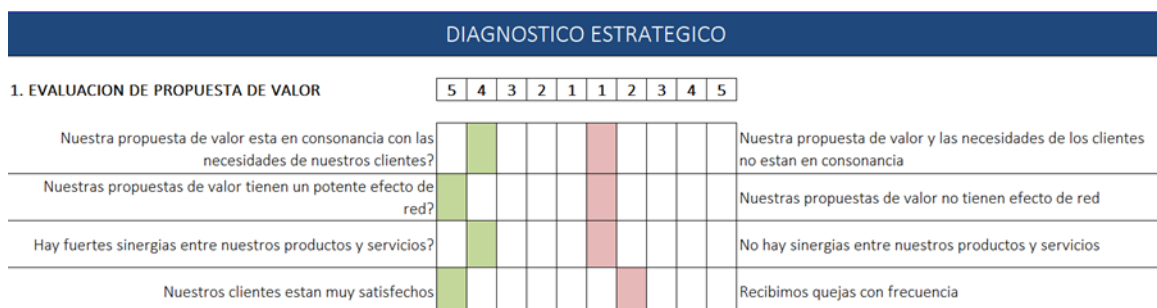 DIAGNOSTICO ESTRATEGICO
1. EVALUACION DE PROPUESTA DE VALOR 5 4 3 2 1 1 2 3 4 5
Nuestra propuesta de valor esta en consonancia con las
necesidades de nuestros clientes?
Nuestra propuesta de valor y las necesidades de los clientes
no estan en consonancia
Nuestras propuestas de valor tienen un potente efecto de
red?
Nuestras propuestas de valor no tienen efecto de red
Hay fuertes sinergias entre nuestros productos y servicios?
No hay sinergias entre nuestros productos y servicios
Nuestros clientes estan muy satisfechos
Recibimos quejas con frecuencia